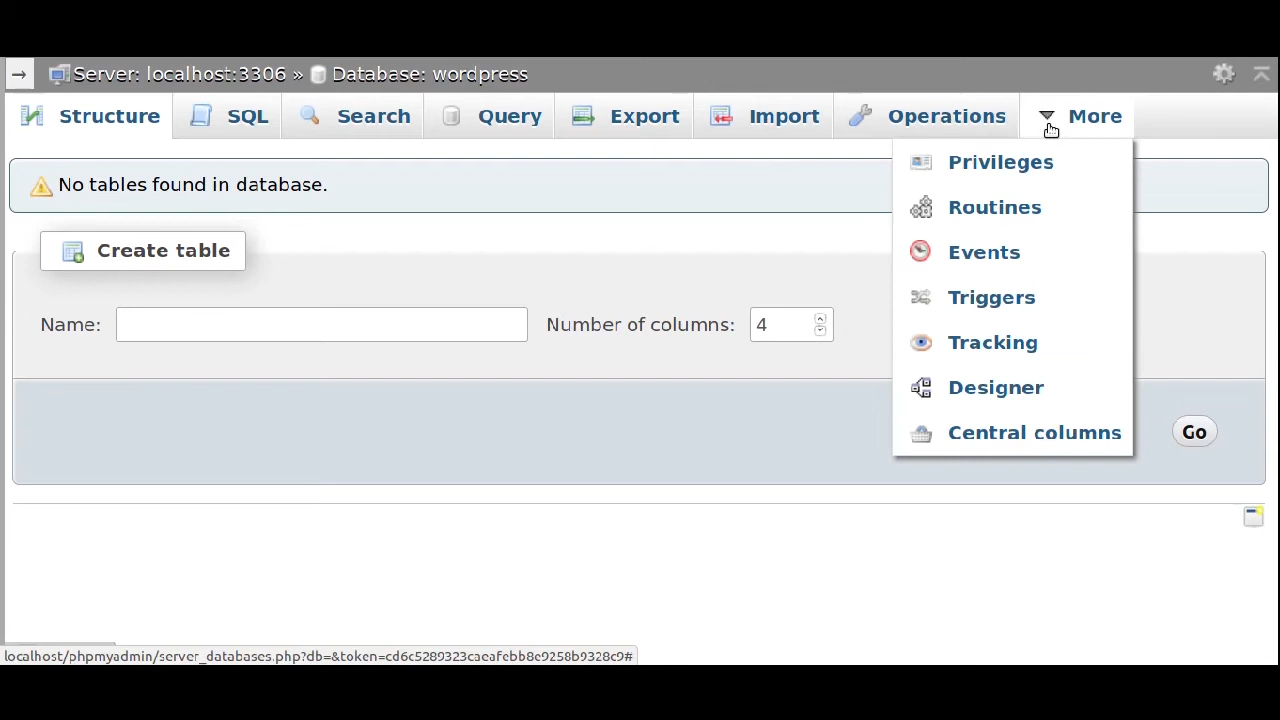 Server: localhost:3306 » Database: wordpress
Structure SQL Search Query Export Import Operations More
No tables found in database.
Create table
Name: Number of columns: 4
Go
Privileges
Routines
Events
Triggers
Tracking
Designer
Central columns
localhost/phpmyadmin/server_databases.php?db=&token=cd6c5289323caeafebb8e9258b9328c9#